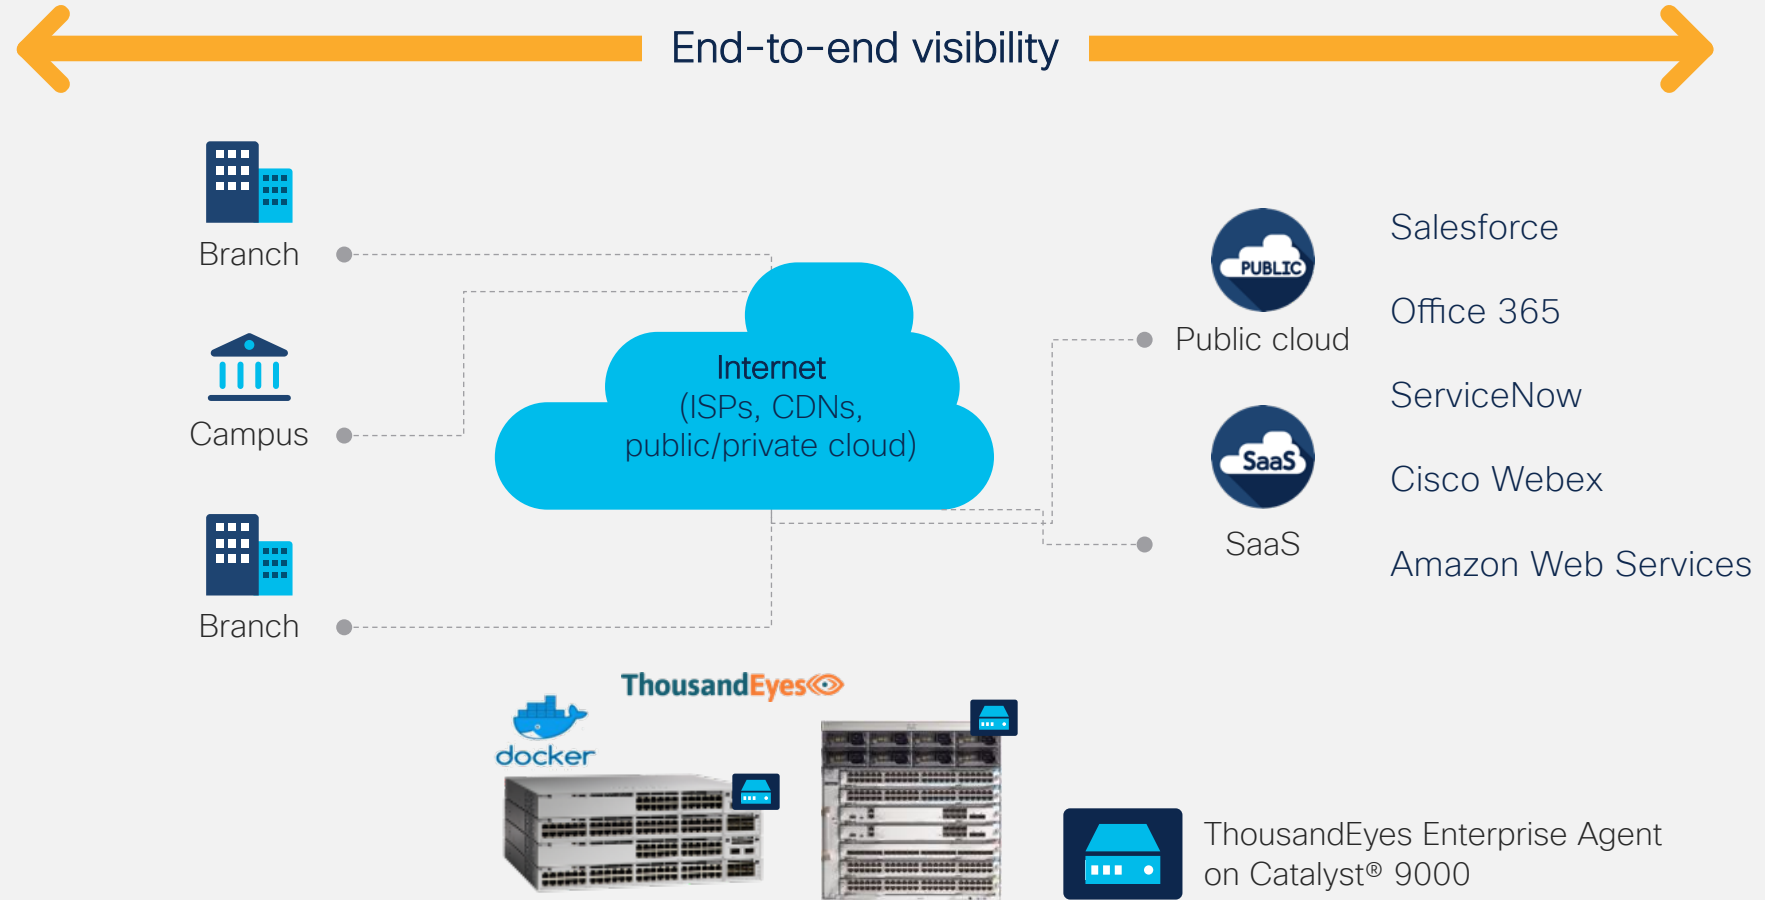 End-to-end visibility
Branch
Campus
Branch
Internet
(ISPs, CDNs,
public/private cloud)
PUBLIC
Public cloud
SaaS
SaaS
Salesforce
Office 365
ServiceNow
Cisco Webex
Amazon Web Services
ThousandEyes
docker
ThousandEyes Enterprise Agent
on Catalyst® 9000